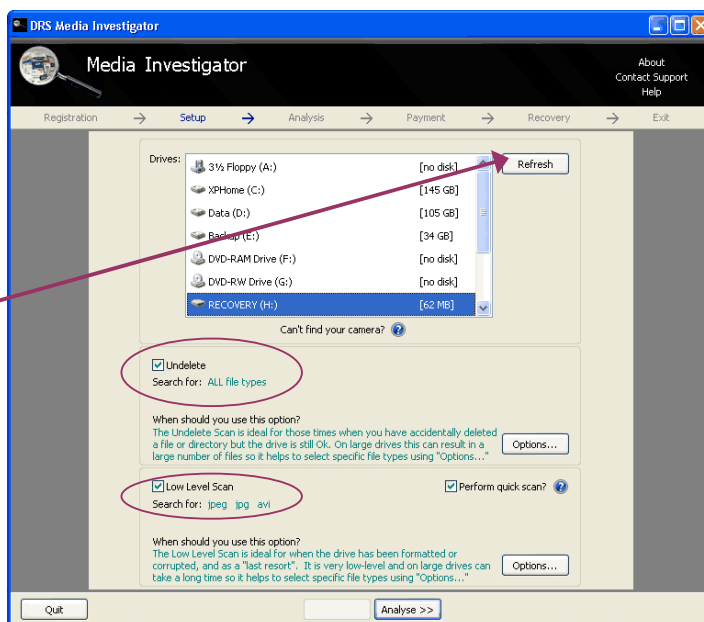 DRS Media Investigator
Media Investigator
About
Contact Support
Help
Registration → Setup → Analysis → Payment → Recovery → Exit
Drives:
3½ Floppy (A:) [no disk]
Refresh
XPHome (C:) [145 GB]
Data (D:) [105 GB]
Backup (E:) [34 GB]
DVD-RAM Drive (F:) [no disk]
DVD-RW Drive (G:) [no disk]
RECOVERY (H:) [62 MB]
Can't find your camera? ?
Undelete
Search for: ALL file types
When should you use this option?
The Undelete Scan is ideal for those times when you have accidentally deleted
a file or directory but the drive is still Ok. On large drives this can result in a
large number of files so it helps to select specific file types using "Options..."
Options...
Low Level Scan
Perform quick scan? ?
Search for: jpeg jpg avi
When should you use this option?
The Low Level Scan is ideal for when the drive has been formatted or
corrupted, and as a "last resort". It is very low-level and on large drives can
take a long time so it helps to select specific file types using "Options..."
Options...
Quit
Analyse >>